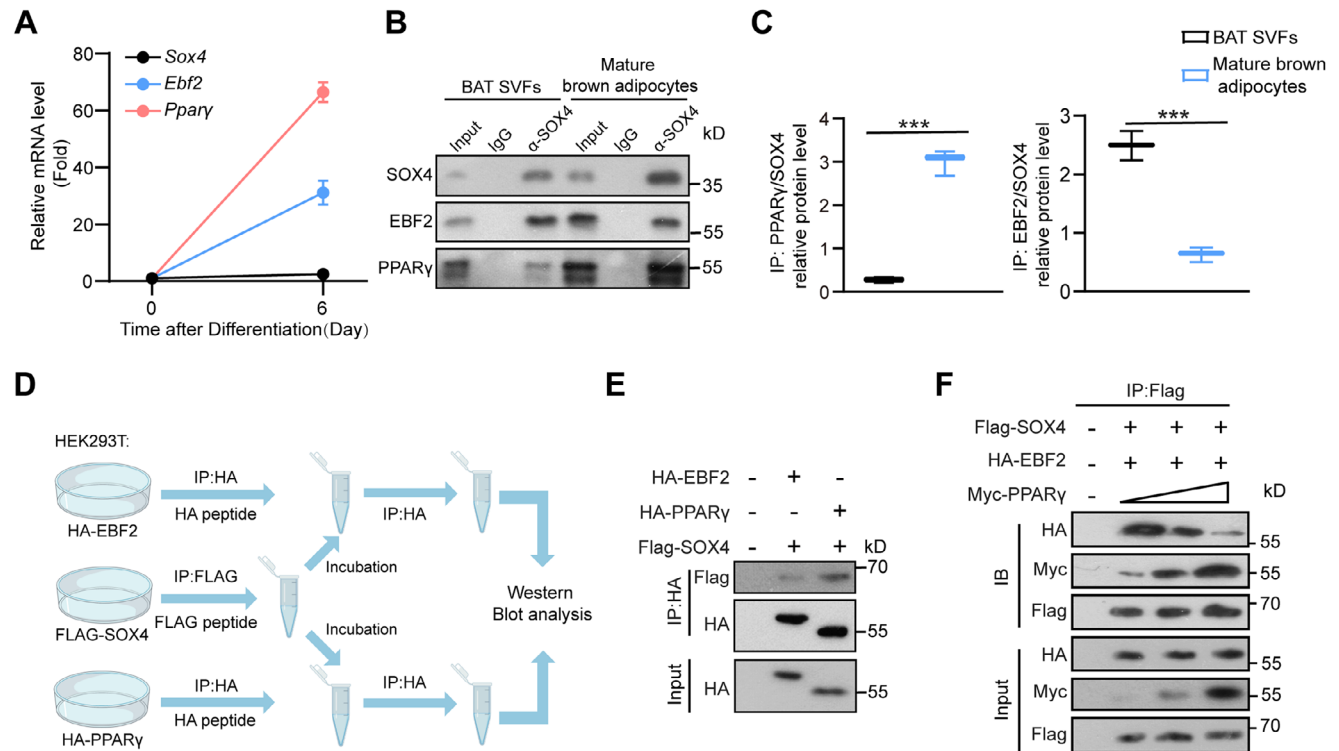 A
Relative mRNA level
(Fold)
80
60
40
20
0
Sox4
Ebf2
Pparγ
0
6
Time after Differentiation(Day)
B
BAT SVFs
Mature
brown adipocytes
Input
IgG
α-SOX4
Input
IgG
α-SOX4
kD
SOX4
35
EBF2
55
PPARγ
55
C
BAT SVFs
Mature brown
adipocytes
IP: PPARγ/SOX4
relative protein level
4
3
2
1
0
***
IP: EBF2/SOX4
relative protein level
3
2
1
0
***
D
HEK293T:
HA-EBF2
IP:HA
HA peptide
IP:HA
FLAG-SOX4
IP:FLAG
FLAG peptide
Incubation
Incubation
Western
Blot analysis
HA-PPARγ
IP:HA
HA peptide
IP:HA
E
HA-EBF2 - + -
HA-PPARγ - - +
Flag-SOX4 - + + kD
IP:HA
Flag
70
HA
55
Input
HA
55
F
IP:Flag
Flag-SOX4 - + + +
HA-EBF2 - + + +
Myc-PPARγ - kD
IB
HA
55
Myc
55
Flag
70
Input
HA
55
Myc
55
Flag
70